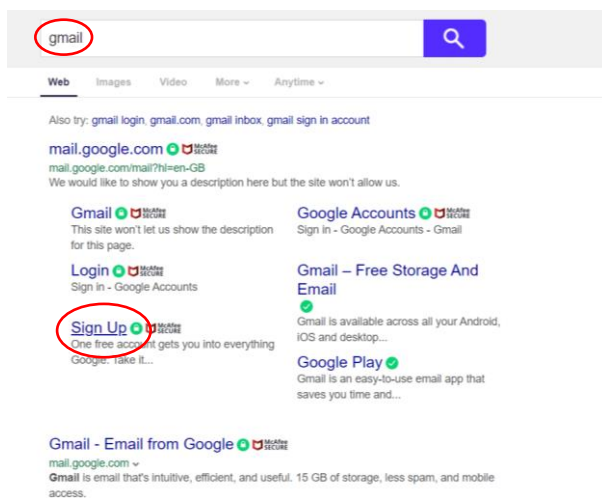 gmail
Web Images Video More Anytime
Also try: gmail login, gmail.com, gmail inbox, gmail sign in account
mail.google.com McAfee SECURE
mail.google.com/mail?hl=en-GB
We would like to show you a description here but the site won't allow us.
Gmail McAfee SECURE
This site won't let us show the description
for this page.
Google Accounts McAfee SECURE
Sign in - Google Accounts - Gmail
Login McAfee SECURE
Sign in - Google Accounts
Gmail – Free Storage And
Email
Gmail is available across all your Android,
iOS and desktop...
Sign Up McAfee SECURE
One free account gets you into everything
Google. Take it...
Google Play
Gmail is an easy-to-use email app that
saves you time and...
Gmail - Email from Google McAfee SECURE
mail.google.com
Gmail is email that's intuitive, efficient, and useful. 15 GB of storage, less spam, and mobile
access.